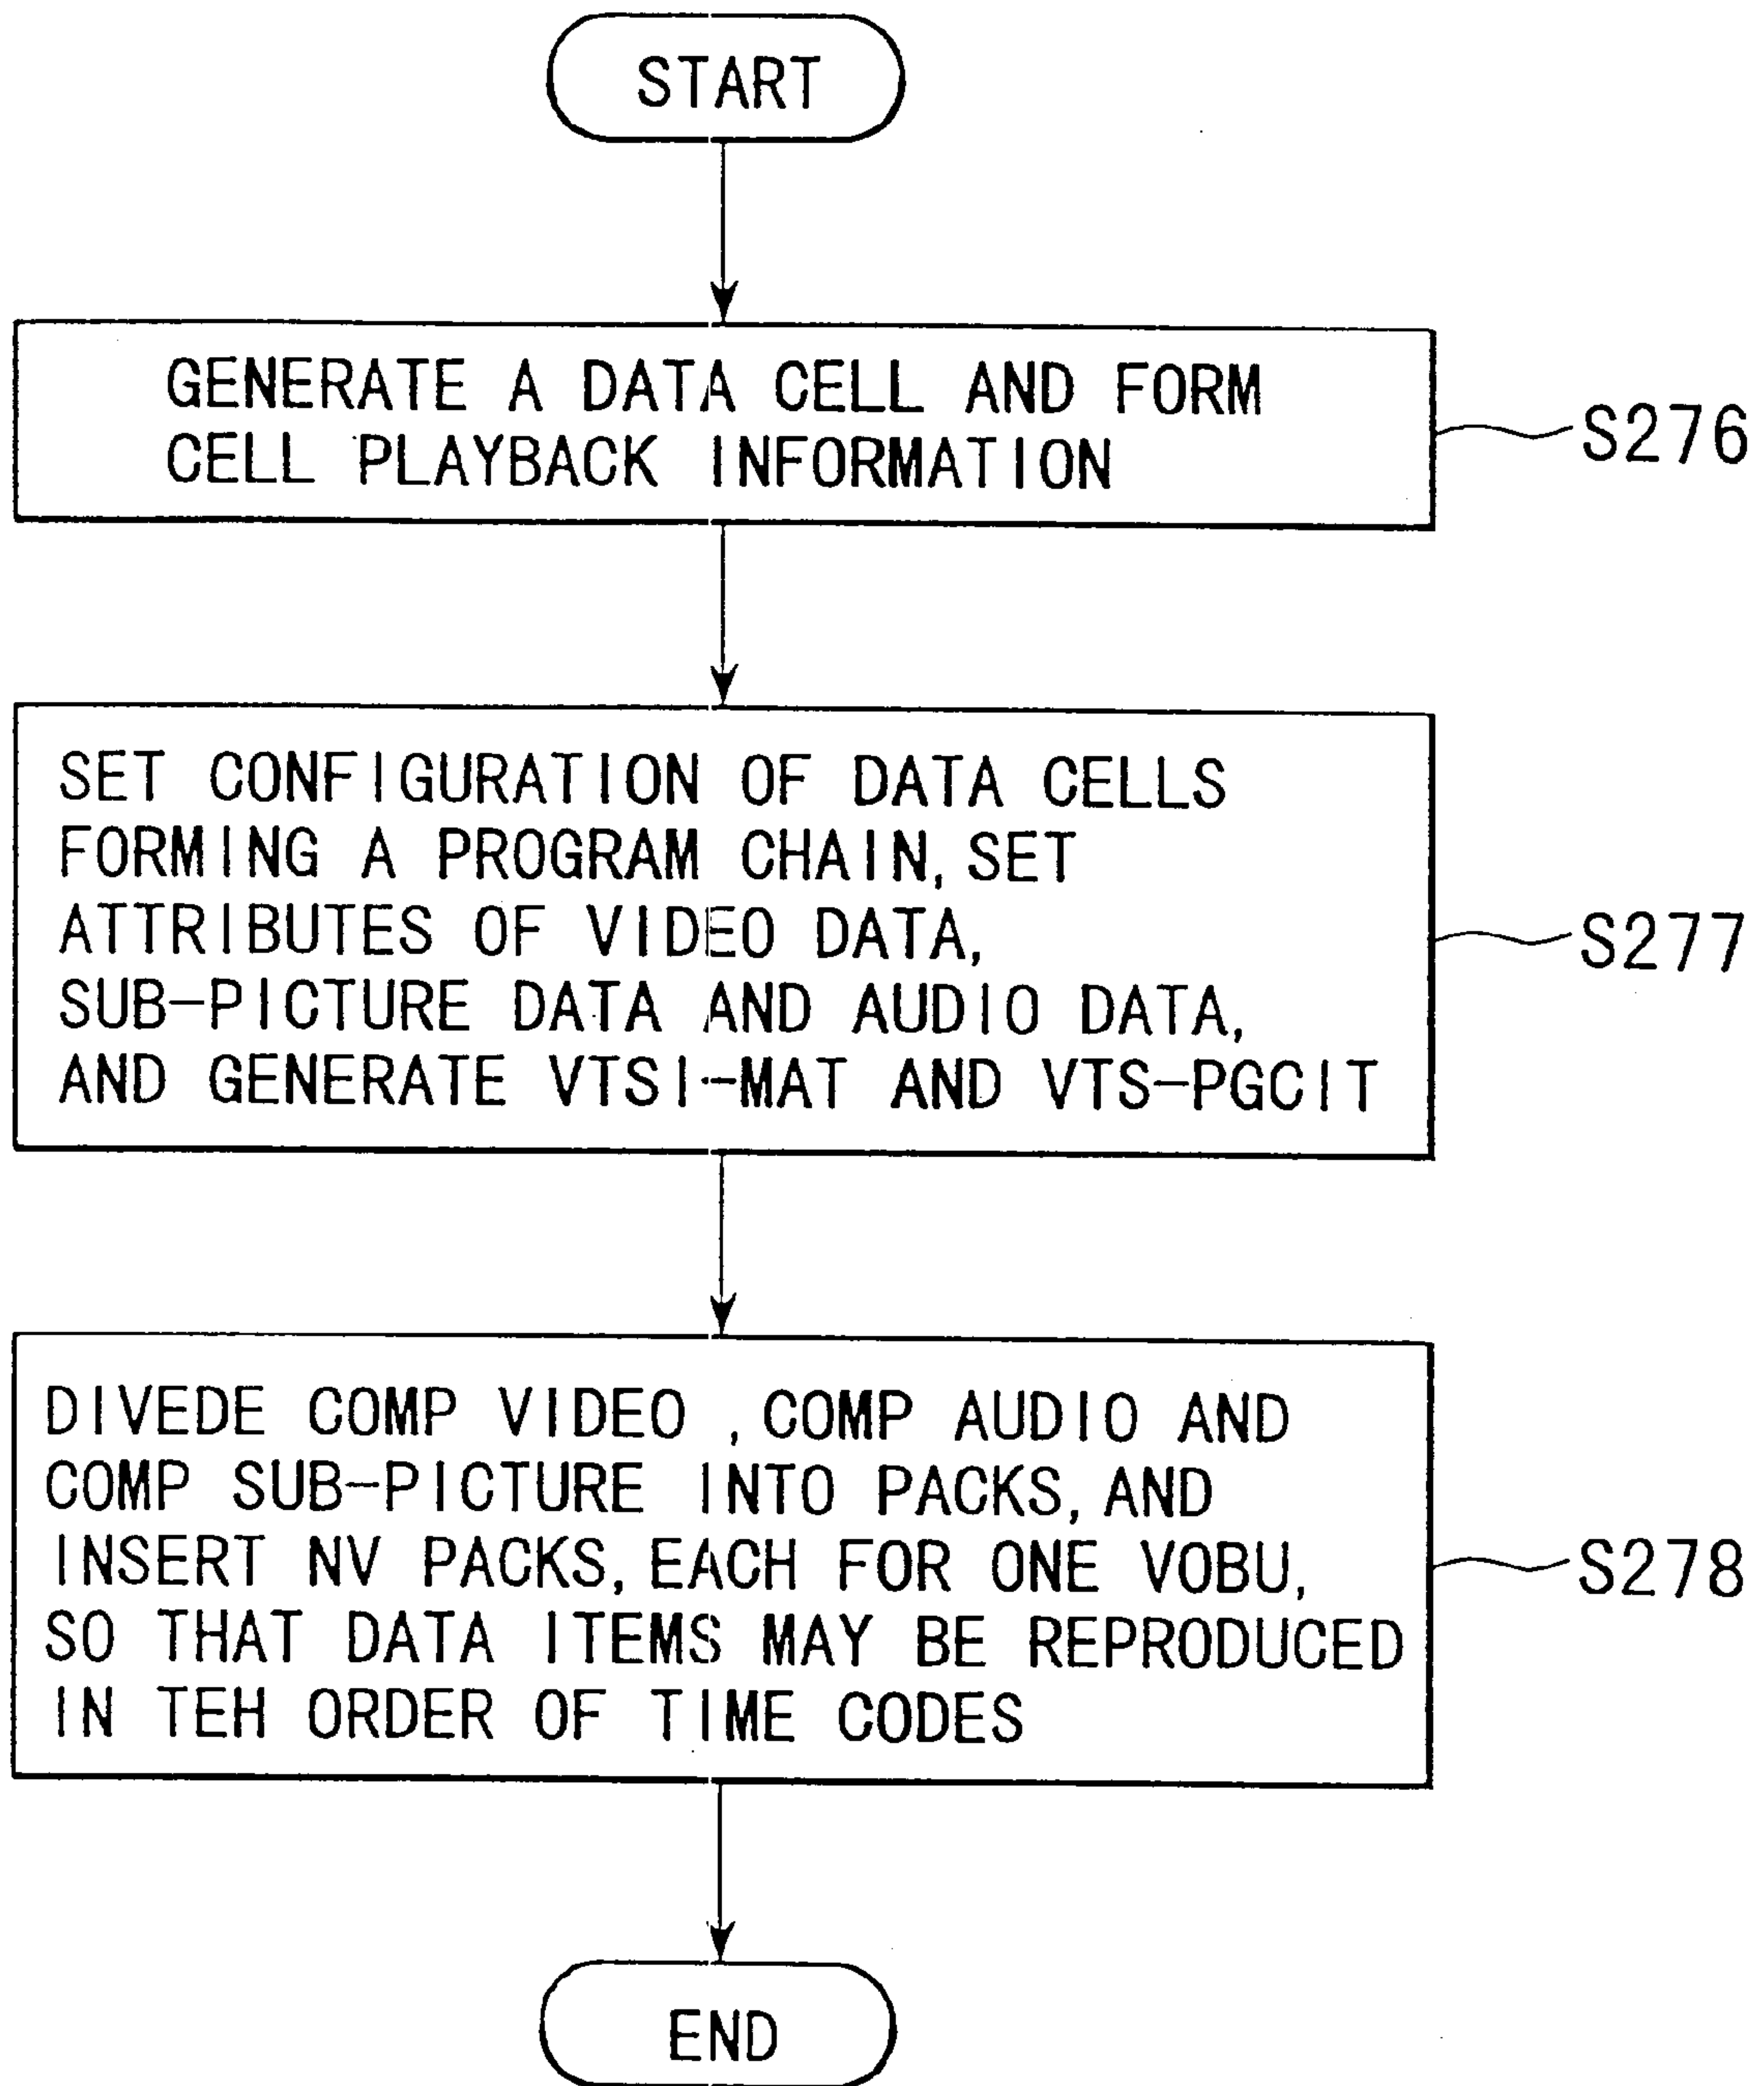 START
GENERATE A DATA CELL AND FORM
CELL PLAYBACK INFORMATION
S276
SET CONFIGURATION OF DATA CELLS
FORMING A PROGRAM CHAIN, SET
ATTRIBUTES OF VIDEO DATA,
SUB-PICTURE DATA AND AUDIO DATA,
AND GENERATE VTSI-MAT AND VTS-PGCIT
S277
DIVEDE COMP VIDEO , COMP AUDIO AND
COMP SUB-PICTURE INTO PACKS, AND
INSERT NV PACKS, EACH FOR ONE VOBU,
SO THAT DATA ITEMS MAY BE REPRODUCED
IN TEH ORDER OF TIME CODES
S278
END